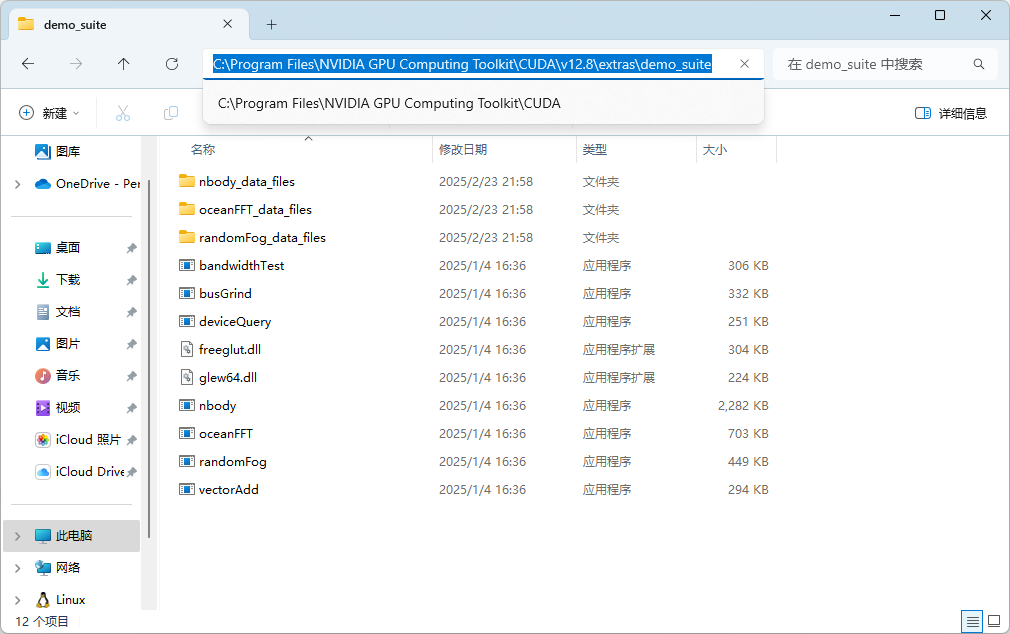 demo_suite
C:\Program Files\NVIDIA GPU Computing Toolkit\CUDA\v12.8\extras\demo_suite
在 demo_suite 中搜索
C:\Program Files\NVIDIA GPU Computing Toolkit\CUDA
新建
详细信息
名称 修改日期 类型 大小
图库
OneDrive - Per
桌面
下载
文档
图片
音乐
视频
iCloud 照片
iCloud Drive
此电脑
网络
Linux
nbody_data_files 2025/2/23 21:58 文件夹
oceanFFT_data_files 2025/2/23 21:58 文件夹
randomFog_data_files 2025/2/23 21:58 文件夹
bandwidthTest 2025/1/4 16:36 应用程序 306 KB
busGrind 2025/1/4 16:36 应用程序 332 KB
deviceQuery 2025/1/4 16:36 应用程序 251 KB
freeglut.dll 2025/1/4 16:36 应用程序扩展 304 KB
glew64.dll 2025/1/4 16:36 应用程序扩展 224 KB
nbody 2025/1/4 16:36 应用程序 2,282 KB
oceanFFT 2025/1/4 16:36 应用程序 703 KB
randomFog 2025/1/4 16:36 应用程序 449 KB
vectorAdd 2025/1/4 16:36 应用程序 294 KB
12 个项目